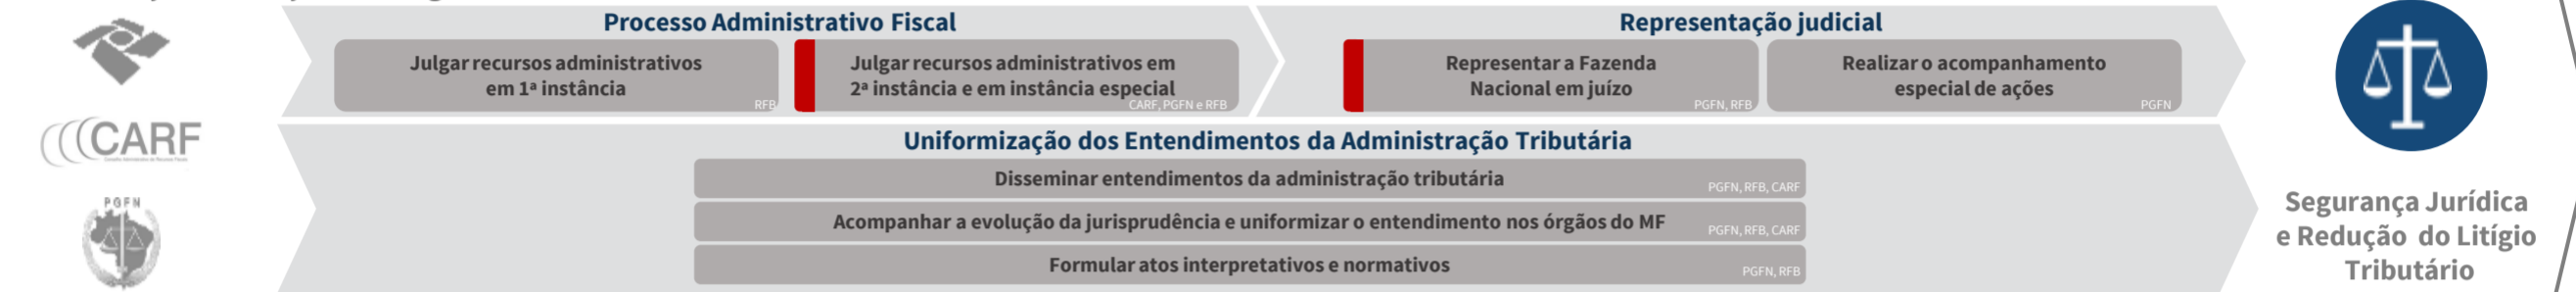 Processo Administrativo Fiscal
Julgar recursos administrativos
em 1ª instância
RFB
Julgar recursos administrativos em
2ª instância e em instância especial
CARF, PGFN e RFB
Representação judicial
Representar a Fazenda
Nacional em juízo
PGFN, RFB
Realizar o acompanhamento
especial de ações
PGFN
CARF
PGFN
Uniformização dos Entendimentos da Administração Tributária
Disseminar entendimentos da administração tributária
PGFN, RFB, CARF
Acompanhar a evolução da jurisprudência e uniformizar o entendimento nos órgãos do MF
PGFN, RFB, CARF
Formular atos interpretativos e normativos
PGFN, RFB
Segurança Jurídica
e Redução do Litígio
Tributário